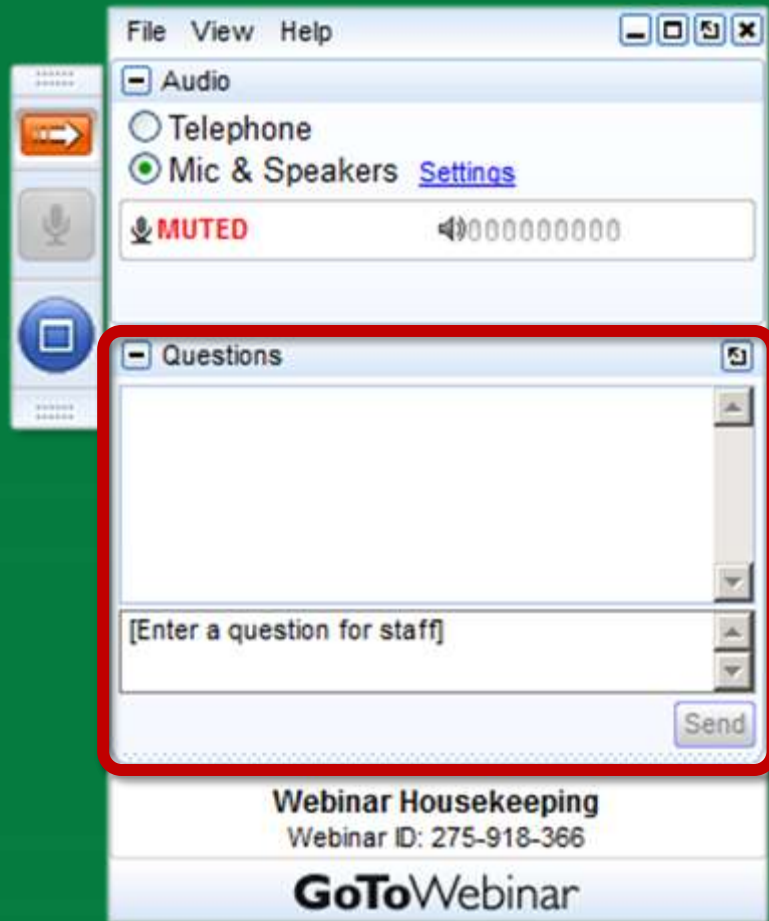 File View Help
Audio
Telephone
Mic & Speakers Settings
MUTED
Questions
[Enter a question for staff]
Send
Webinar Housekeeping
Webinar ID: 275-918-366
GoToWebinar